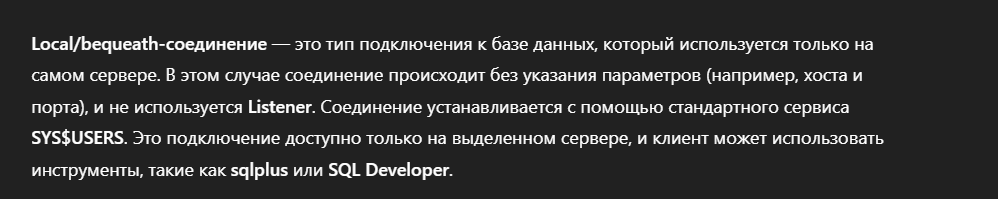 Local/bequeath-соединение — это тип подключения к базе данных, который используется только на
самом сервере. В этом случае соединение происходит без указания параметров (например, хоста и
порта), и не используется Listener. Соединение устанавливается с помощью стандартного сервиса
SYS$USERS. Это подключение доступно только на выделенном сервере, и клиент может использовать
инструменты, такие как sqlplus или SQL Developer.